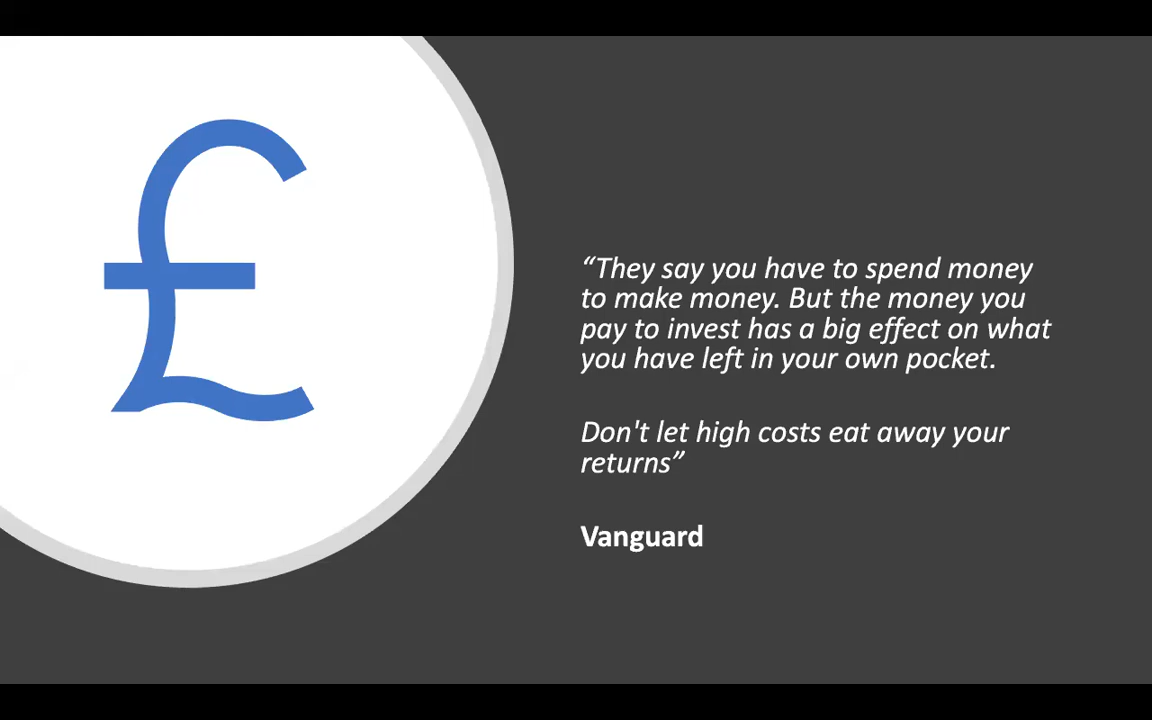 £
“They say you have to spend money
to make money. But the money you
pay to invest has a big effect on what
you have left in your own pocket.
Don't let high costs eat away your
returns”
Vanguard